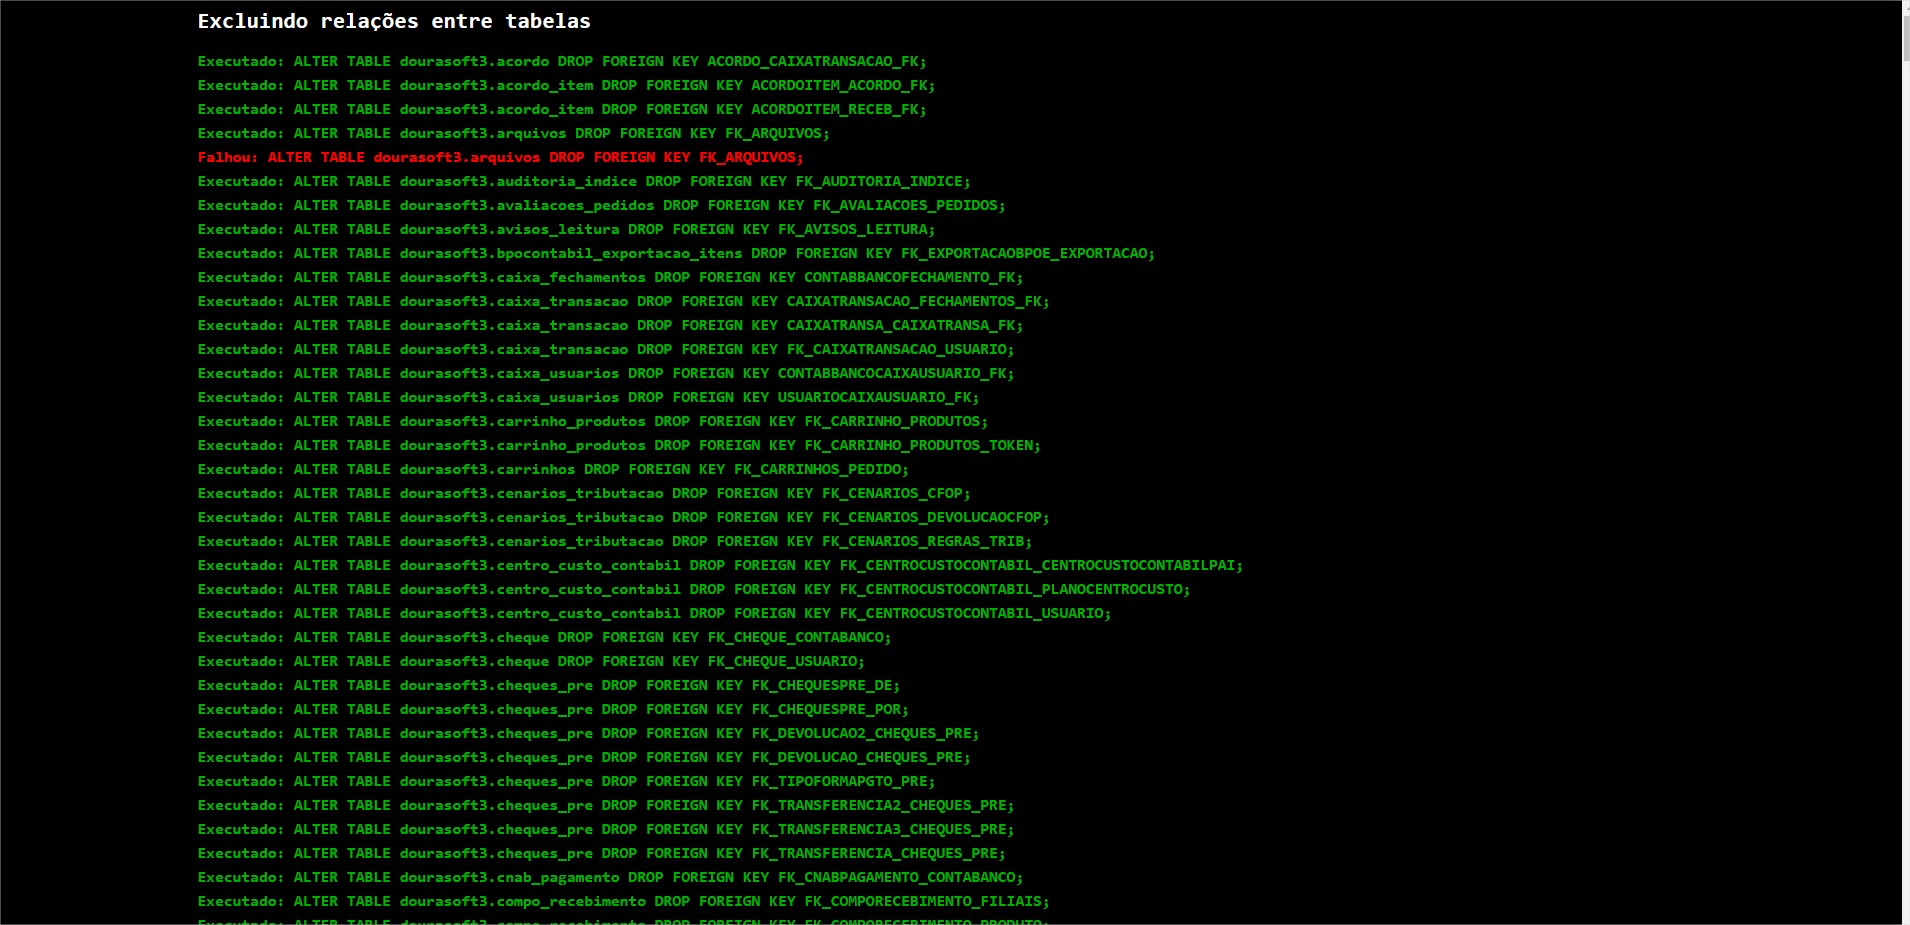 Excluindo relações entre tabelas
Executado: ALTER TABLE dourasoft3.acordo DROP FOREIGN KEY ACORDO_CAIXATRANSACAO_FK;
Executado: ALTER TABLE dourasoft3.acordo_item DROP FOREIGN KEY ACORDOITEM_ACORDO_FK;
Executado: ALTER TABLE dourasoft3.acordo_item DROP FOREIGN KEY ACORDOITEM_RECEB_FK;
Executado: ALTER TABLE dourasoft3.arquivos DROP FOREIGN KEY FK_ARQUIVOS;
Falhou: ALTER TABLE dourasoft3.arquivos DROP FOREIGN KEY FK_ARQUIVOS;
Executado: ALTER TABLE dourasoft3.auditoria_indice DROP FOREIGN KEY FK_AUDITORIA_INDICE;
Executado: ALTER TABLE dourasoft3.avaliacoes_pedidos DROP FOREIGN KEY FK_AVALIACOES_PEDIDOS;
Executado: ALTER TABLE dourasoft3.avisos_leitura DROP FOREIGN KEY FK_AVISOS_LEITURA;
Executado: ALTER TABLE dourasoft3.bpocontabil_exportacao_itens DROP FOREIGN KEY FK_EXPORTACAOBPOE_EXPORTACAO;
Executado: ALTER TABLE dourasoft3.caixa_fechamentos DROP FOREIGN KEY CONTABBANCOFECHAMENTO_FK;
Executado: ALTER TABLE dourasoft3.caixa_transacao DROP FOREIGN KEY CAIXATRANSACAO_FECHAMENTOS_FK;
Executado: ALTER TABLE dourasoft3.caixa_transacao DROP FOREIGN KEY CAIXATRANSA_CAIXATRANSA_FK;
Executado: ALTER TABLE dourasoft3.caixa_transacao DROP FOREIGN KEY FK_CAIXATRANSACAO_USUARIO;
Executado: ALTER TABLE dourasoft3.caixa_usuarios DROP FOREIGN KEY CONTABBANCOCAIXAUSUARIO_FK;
Executado: ALTER TABLE dourasoft3.caixa_usuarios DROP FOREIGN KEY USUARIOCAIXAUSUARIO_FK;
Executado: ALTER TABLE dourasoft3.carrinho_produtos DROP FOREIGN KEY FK_CARRINHO_PRODUTOS;
Executado: ALTER TABLE dourasoft3.carrinho_produtos DROP FOREIGN KEY FK_CARRINHO_PRODUTOS_TOKEN;
Executado: ALTER TABLE dourasoft3.carrinhos DROP FOREIGN KEY FK_CARRINHOS_PEDIDO;
Executado: ALTER TABLE dourasoft3.cenarios_tributacao DROP FOREIGN KEY FK_CENARIOS_CFOP;
Executado: ALTER TABLE dourasoft3.cenarios_tributacao DROP FOREIGN KEY FK_CENARIOS_DEVOLUCAOCFOP;
Executado: ALTER TABLE dourasoft3.cenarios_tributacao DROP FOREIGN KEY FK_CENARIOS_REGRAS_TRIB;
Executado: ALTER TABLE dourasoft3.centro_custo_contabil DROP FOREIGN KEY FK_CENTROCUSTOCONTABIL_CENTROCUSTOCONTABILPAI;
Executado: ALTER TABLE dourasoft3.centro_custo_contabil DROP FOREIGN KEY FK_CENTROCUSTOCONTABIL_PLANOCENTROCUSTO;
Executado: ALTER TABLE dourasoft3.centro_custo_contabil DROP FOREIGN KEY FK_CENTROCUSTOCONTABIL_USUARIO;
Executado: ALTER TABLE dourasoft3.cheque DROP FOREIGN KEY FK_CHEQUE_CONTABANCO;
Executado: ALTER TABLE dourasoft3.cheque DROP FOREIGN KEY FK_CHEQUE_USUARIO;
Executado: ALTER TABLE dourasoft3.cheques_pre DROP FOREIGN KEY FK_CHEQUESPRE_DE;
Executado: ALTER TABLE dourasoft3.cheques_pre DROP FOREIGN KEY FK_CHEQUESPRE_POR;
Executado: ALTER TABLE dourasoft3.cheques_pre DROP FOREIGN KEY FK_DEVOLUCAO2_CHEQUES_PRE;
Executado: ALTER TABLE dourasoft3.cheques_pre DROP FOREIGN KEY FK_DEVOLUCAO_CHEQUES_PRE;
Executado: ALTER TABLE dourasoft3.cheques_pre DROP FOREIGN KEY FK_TIPOFORMAPGTO_PRE;
Executado: ALTER TABLE dourasoft3.cheques_pre DROP FOREIGN KEY FK_TRANSFERENCIA2_CHEQUES_PRE;
Executado: ALTER TABLE dourasoft3.cheques_pre DROP FOREIGN KEY FK_TRANSFERENCIA3_CHEQUES_PRE;
Executado: ALTER TABLE dourasoft3.cheques_pre DROP FOREIGN KEY FK_TRANSFERENCIA_CHEQUES_PRE;
Executado: ALTER TABLE dourasoft3.cnab_pagamento DROP FOREIGN KEY FK_CNABPAGAMENTO_CONTABANCO;
Executado: ALTER TABLE dourasoft3.compo_recebimento DROP FOREIGN KEY FK_COMPORECEBIMENTO_FILIAIS;
Executado: ALTER TABLE dourasoft3.compo_recebimento DROP FOREIGN KEY FK_COMPORECEBIMENTO_PRODUTO;